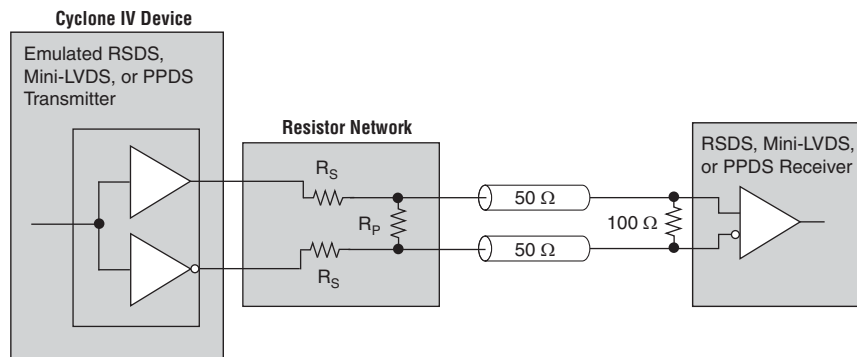 Cyclone IV Device
Emulated RSDS,
Mini-LVDS, or PPDS
Transmitter
Resistor Network
RS
RP
RS
50 Ω
50 Ω
100 Ω
RSDS, Mini-LVDS,
or PPDS Receiver